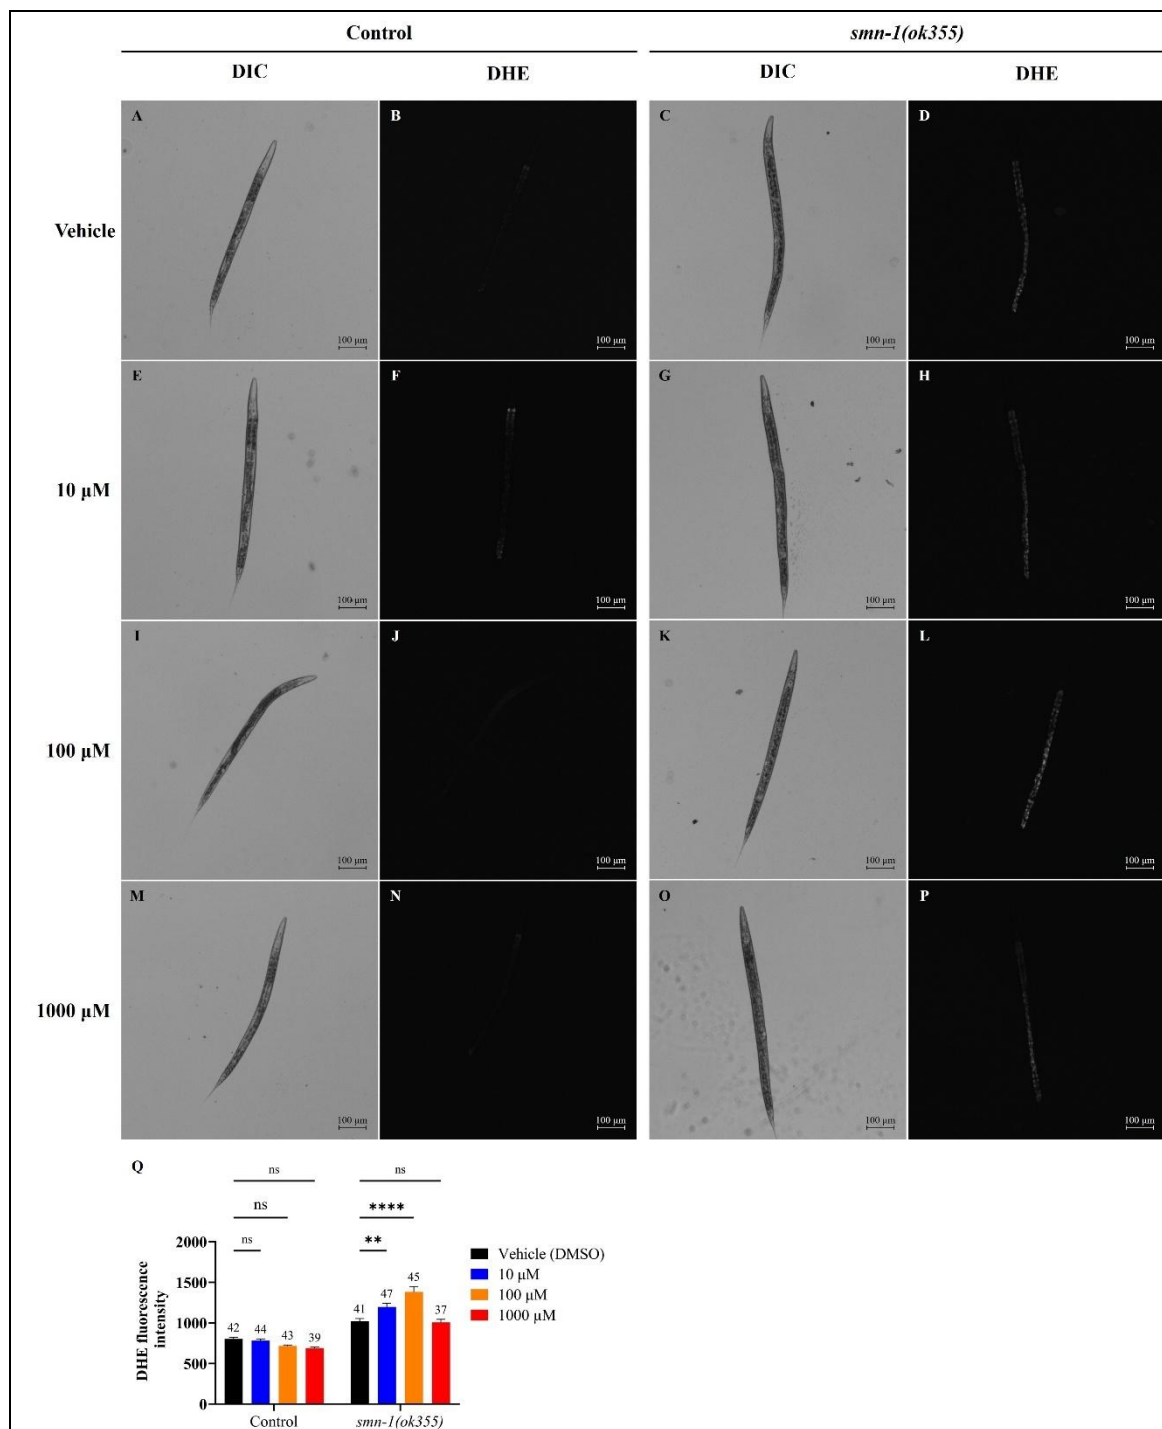 Control smn-1(ok355)
DIC DHE DIC DHE
A B C D
Vehicle
100 µm 100 µm 100 µm 100 µm
E F G H
10 µM
100 µm 100 µm 100 µm 100 µm
I J K L
100 µM
100 µm 100 µm 100 µm 100 µm
M N O P
1000 µM
100 µm 100 µm 100 µm 100 µm
Q
ns ns
ns ****
ns **
DHE fluorescence
intensity
2000
1500
1000
500
0
42 44 43 39
41 47 45 37
Vehicle (DMSO)
10 µM
100 µM
1000 µM
Control smn-1(ok355)